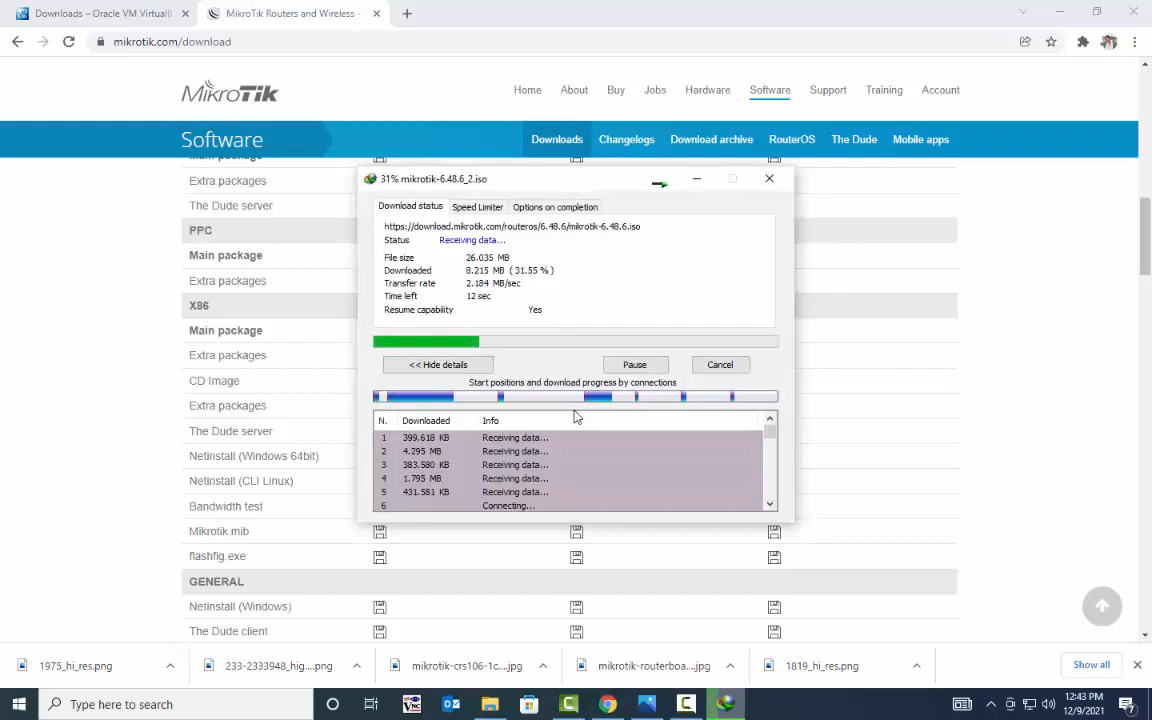 Downloads – Oracle VM VirtualB
MikroTik Routers and Wireless -
mikrotik.com/download
MikroTik
Home About Buy Jobs Hardware Software Support Training Account
Software
Downloads Changelogs Download archive RouterOS The Dude Mobile apps
Main package
Extra packages
The Dude server
PPC
Main package
Extra packages
X86
Main package
Extra packages
CD Image
Extra packages
The Dude server
Netinstall (Windows 64bit)
Netinstall (CLI Linux)
Bandwidth test
Mikrotik.mib
flashfig.exe
GENERAL
Netinstall (Windows)
The Dude client
31% mikrotik-6.48.6_2.iso
Download status Speed Limiter Options on completion
https://download.mikrotik.com/routeros/6.48.6/mikrotik-6.48.6.iso
Status Receiving data...
File size 26.035 MB
Downloaded 8.215 MB ( 31.55 % )
Transfer rate 2.184 MB/sec
Time left 12 sec
Resume capability Yes
<< Hide details Pause Cancel
Start positions and download progress by connections
N. Downloaded Info
1 399.618 KB Receiving data...
2 4.295 MB Receiving data...
3 383.580 KB Receiving data...
4 1.795 MB Receiving data...
5 431.581 KB Receiving data...
6 Connecting...
1975_hi_res.png 233-2333948_hig....png mikrotik-crs106-1c...jpg mikrotik-routerboa....jpg 1819_hi_res.png Show all
Type here to search
12:43 PM
12/9/2021
7